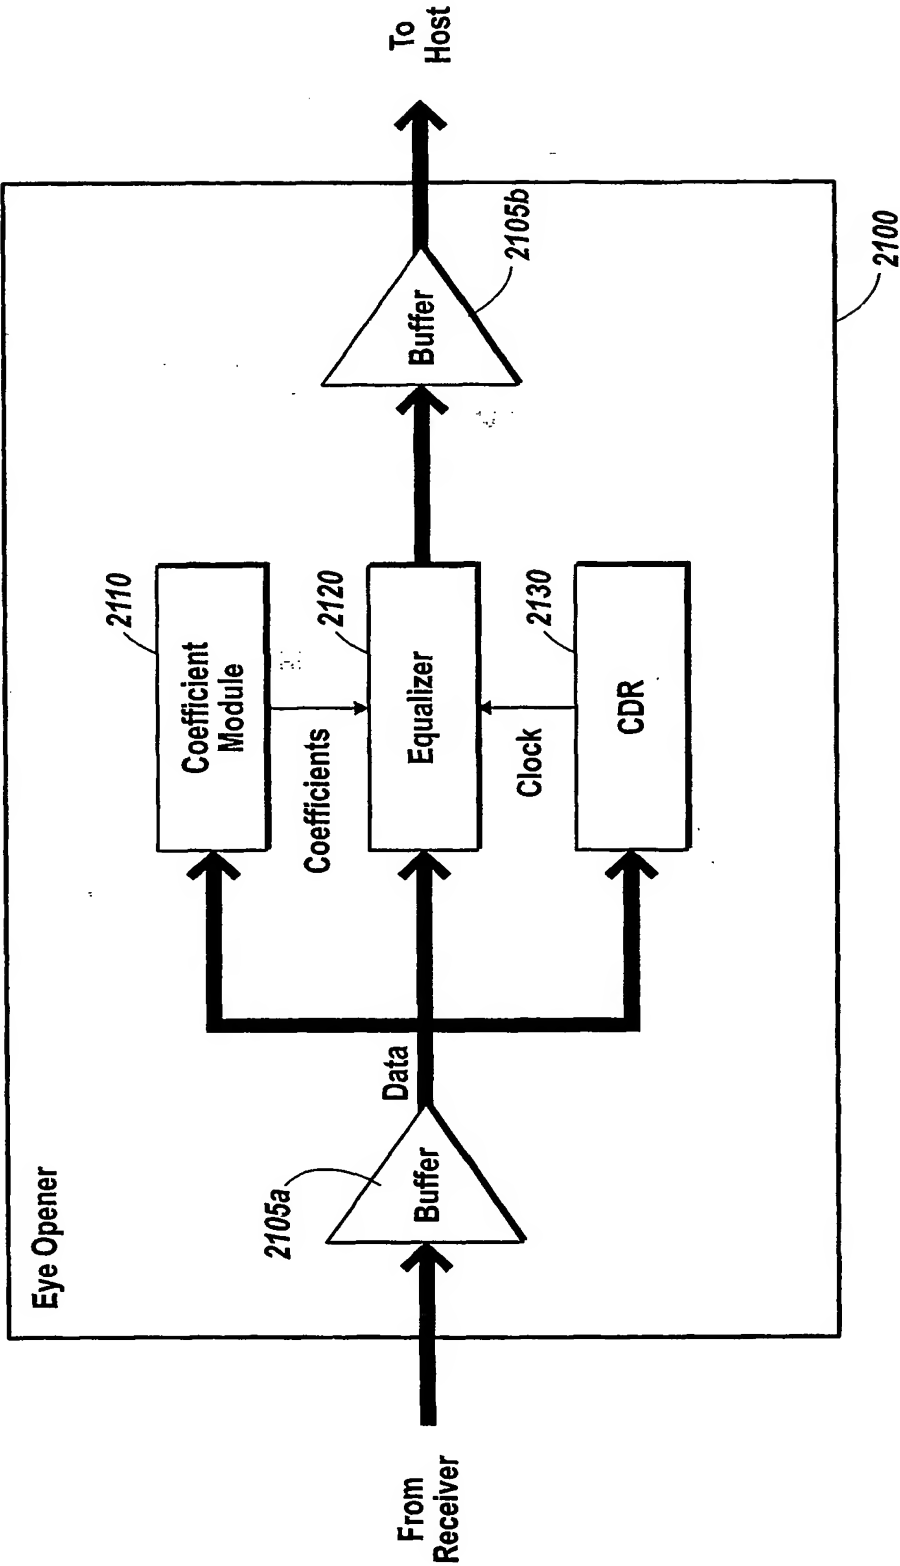 Eye Opener
From
Receiver
2105a
Buffer
Data
Coefficient
Module
2110
Coefficients
Equalizer
2120
Clock
CDR
2130
Buffer
2105b
To
Host
2100